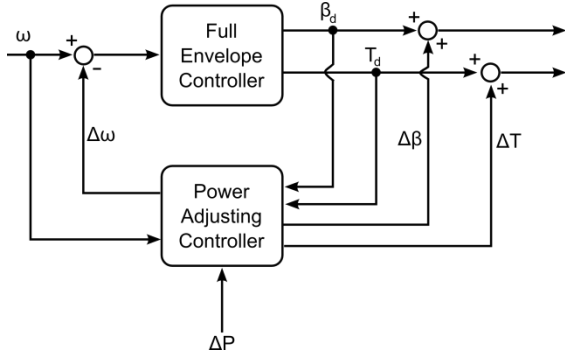 ω
+
-
Full
Envelope
Controller
β_d
T_d
+
+
+
+
Δω
Δβ
ΔT
Power
Adjusting
Controller
ΔP